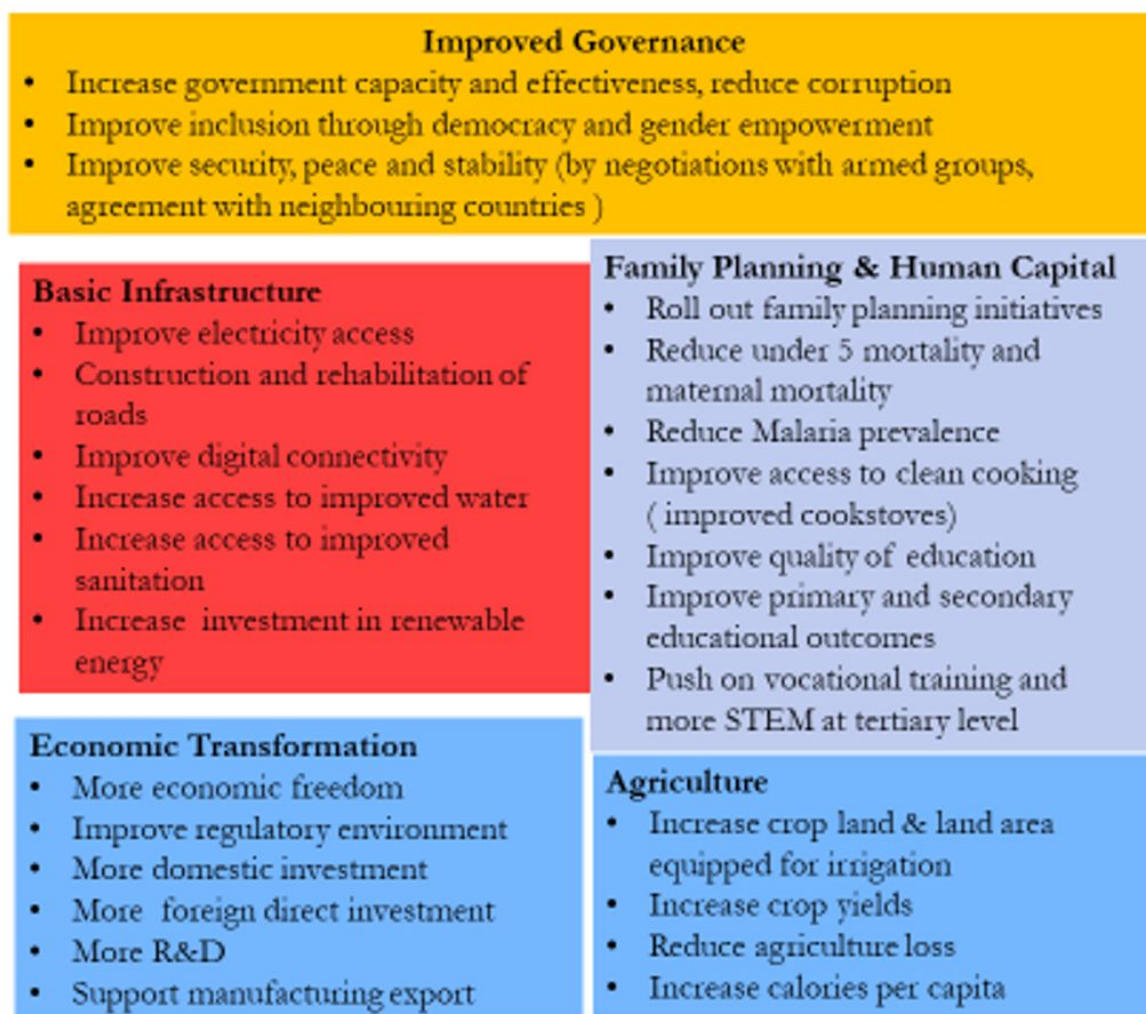 Improved Governance
• Increase government capacity and effectiveness, reduce corruption
• Improve inclusion through democracy and gender empowerment
• Improve security, peace and stability (by negotiations with armed groups,
agreement with neighbouring countries )
Basic Infrastructure
• Improve electricity access
• Construction and rehabilitation of
roads
• Improve digital connectivity
• Increase access to improved water
• Increase access to improved
sanitation
• Increase investment in renewable
energy
Family Planning & Human Capital
• Roll out family planning initiatives
• Reduce under 5 mortality and
maternal mortality
• Reduce Malaria prevalence
• Improve access to clean cooking
( improved cookstoves)
• Improve quality of education
• Improve primary and secondary
educational outcomes
• Push on vocational training and
more STEM at tertiary level
Economic Transformation
• More economic freedom
• Improve regulatory environment
• More domestic investment
• More foreign direct investment
• More R&D
• Support manufacturing export
Agriculture
• Increase crop land & land area
equipped for irrigation
• Increase crop yields
• Reduce agriculture loss
• Increase calories per capita